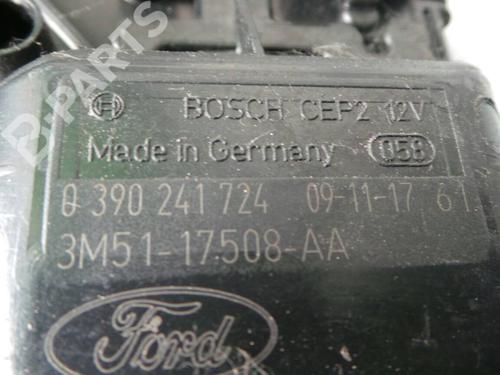 B-PARTS
BOSCH CEP2 12V
Made in Germany 058
0 390 241 724 09-11-17 61
3M51-17508-AA
Ford